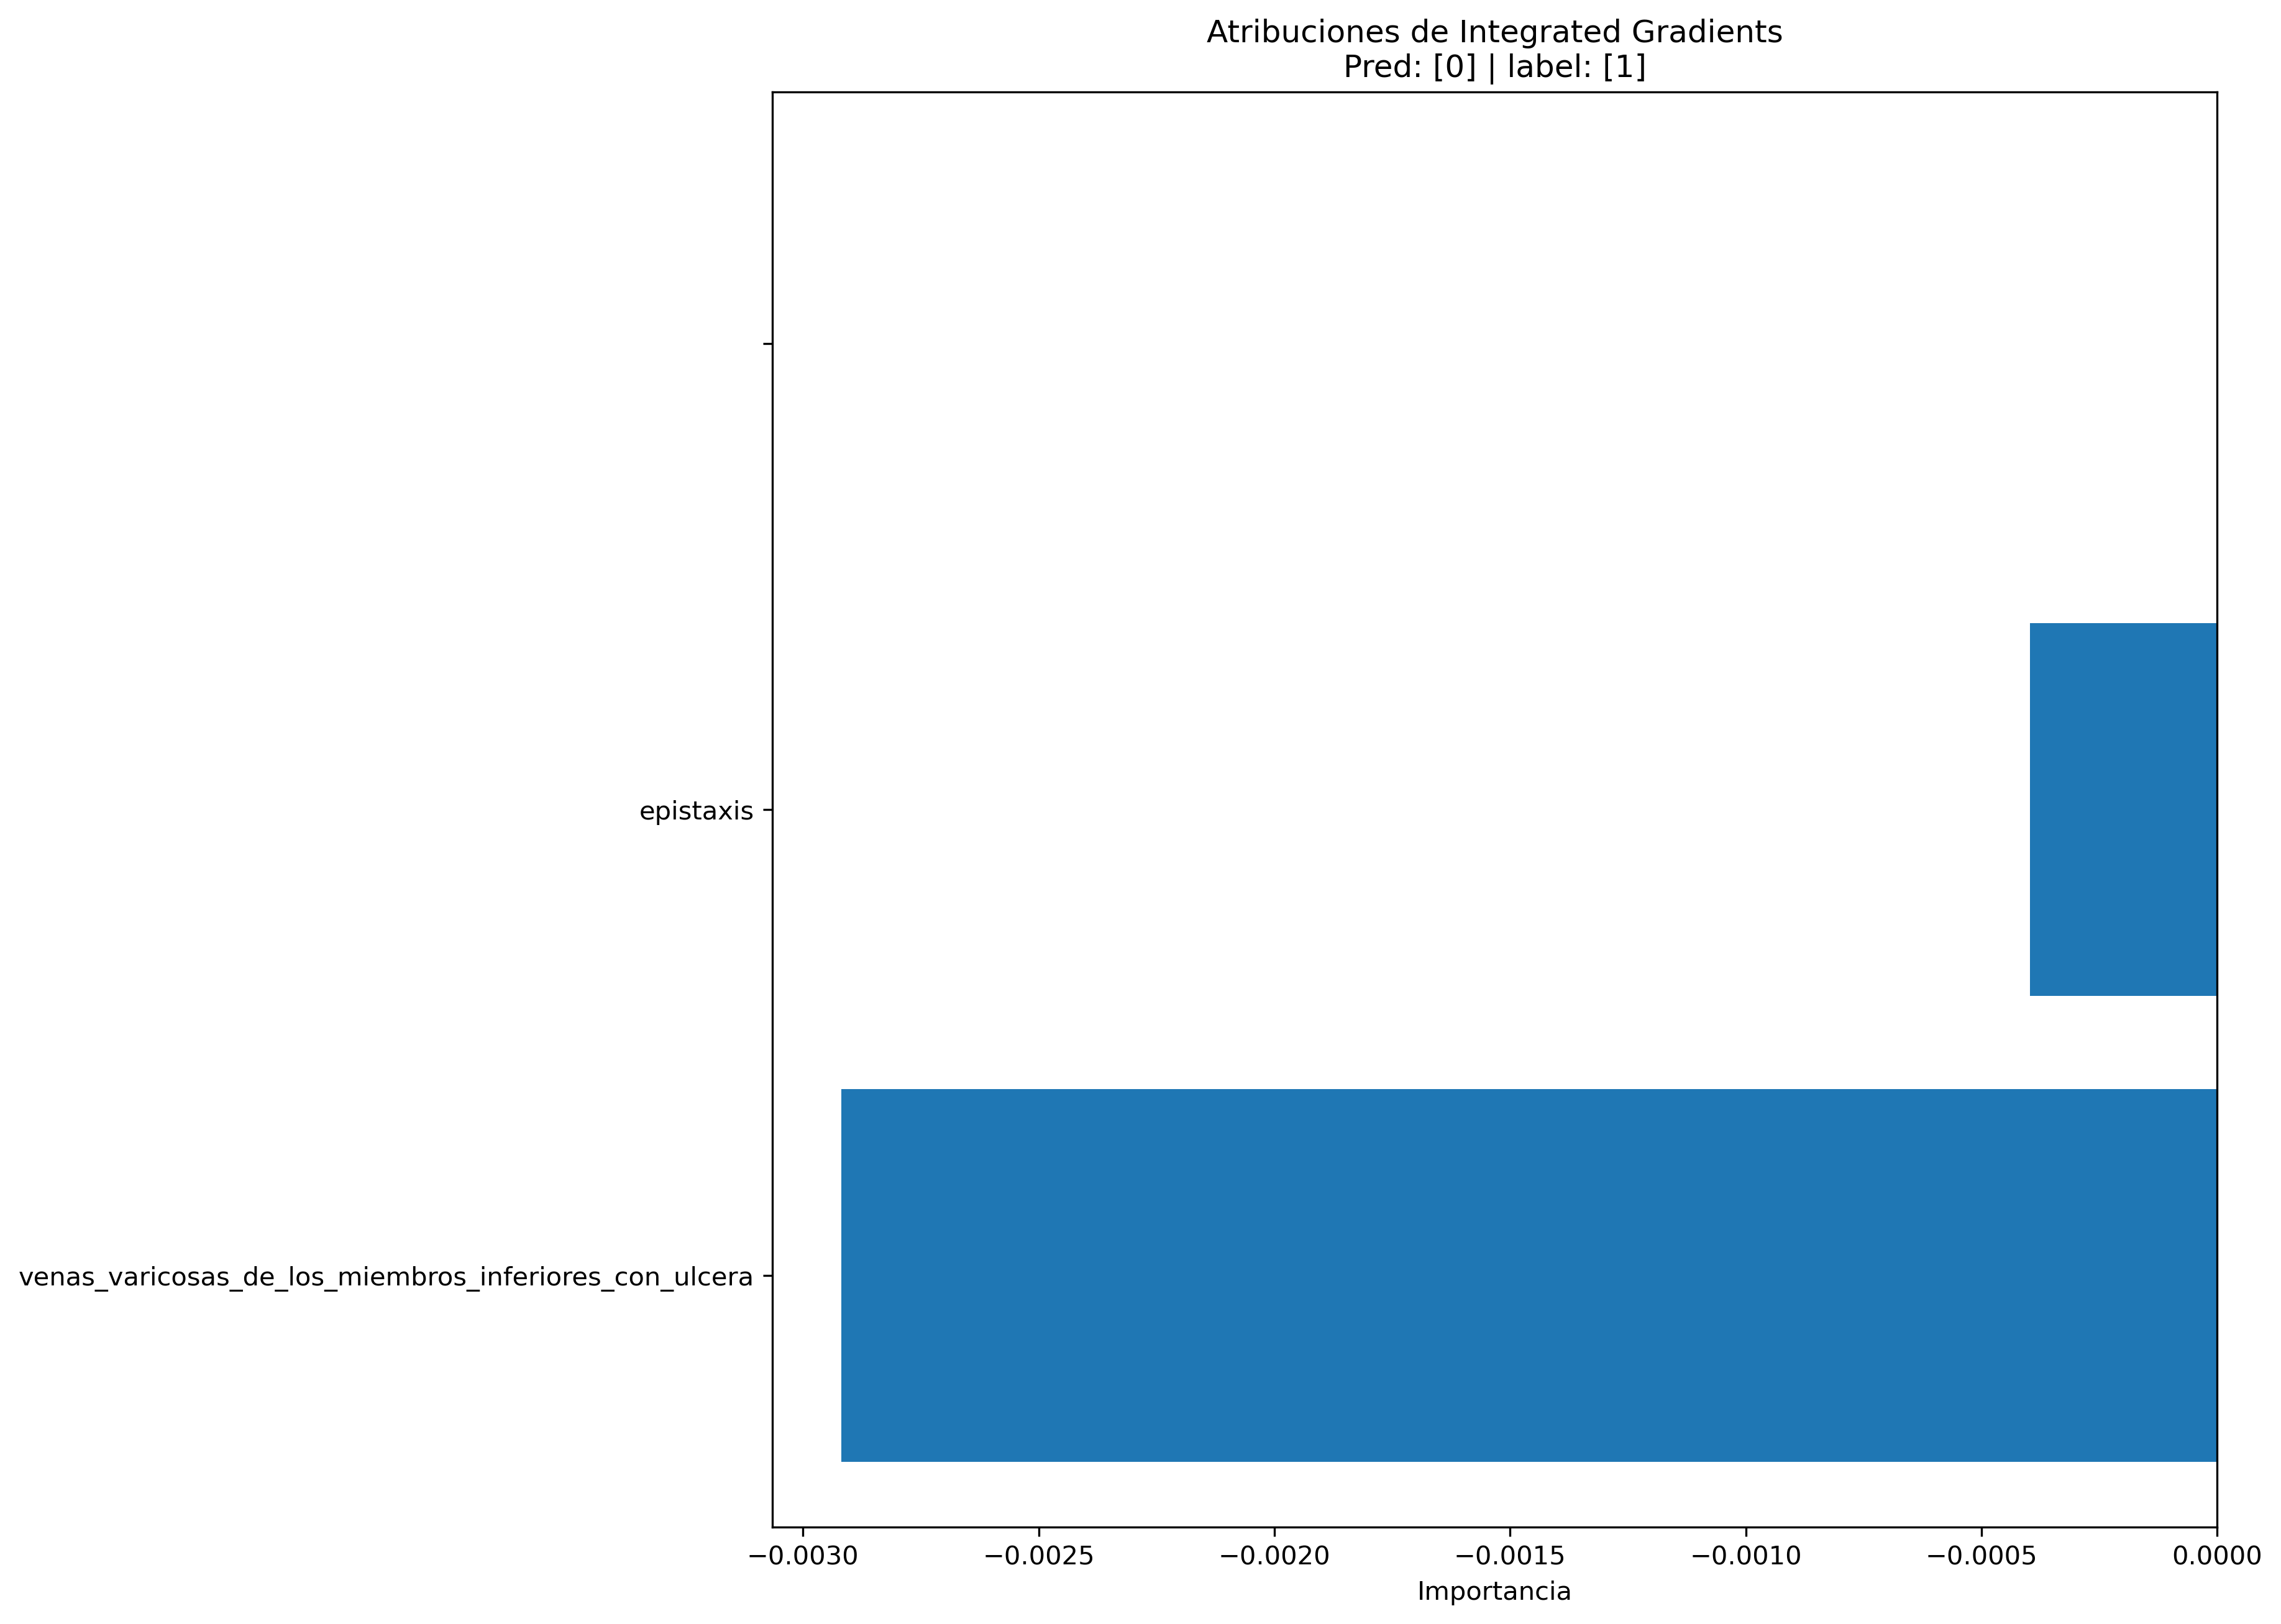 Atribuciones de Integrated Gradients
Pred: [0] | label: [1]
epistaxis
venas_varicosas_de_los_miembros_inferiores_con_ulcera
−0.0030 −0.0025 −0.0020 −0.0015 −0.0010 −0.0005 0.0000
Importancia